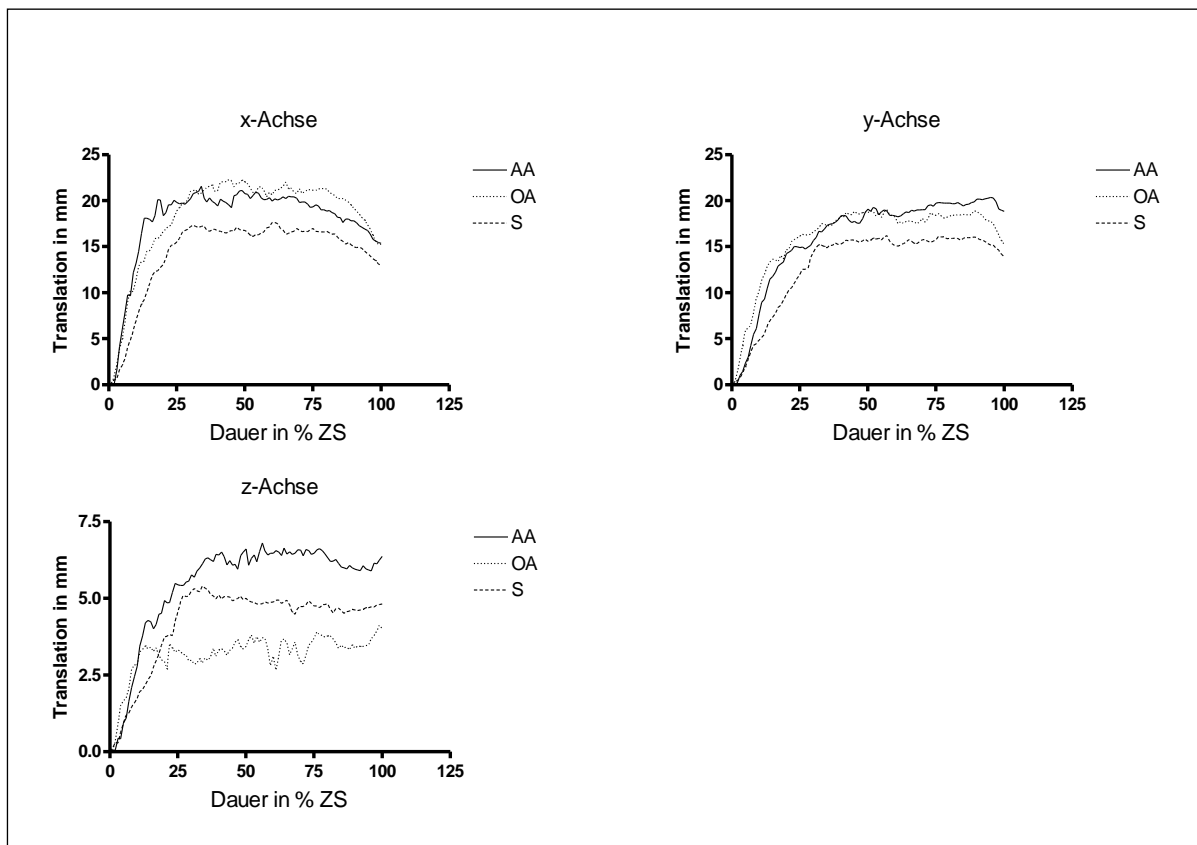 x-Achse
Translation in mm
25
20
15
10
5
0
0 25 50 75 100 125
Dauer in % ZS
AA
OA
S
y-Achse
Translation in mm
25
20
15
10
5
0
0 25 50 75 100 125
Dauer in % ZS
AA
OA
S
z-Achse
Translation in mm
7.5
5.0
2.5
0.0
0 25 50 75 100 125
Dauer in % ZS
AA
OA
S